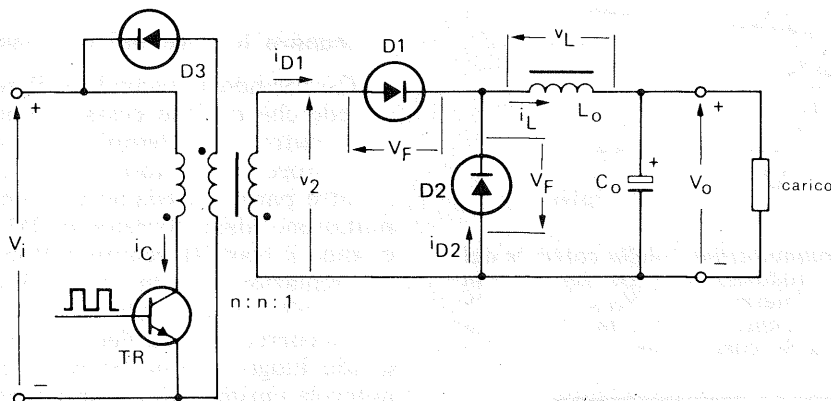 D3
D1
v_L
i_D1
+
i_L
L_o
+
V_F
V_i
v_2
D2
V_F
C_o
+
V_o
carico
i_C
i_D2
n:n:1
TR
−
−